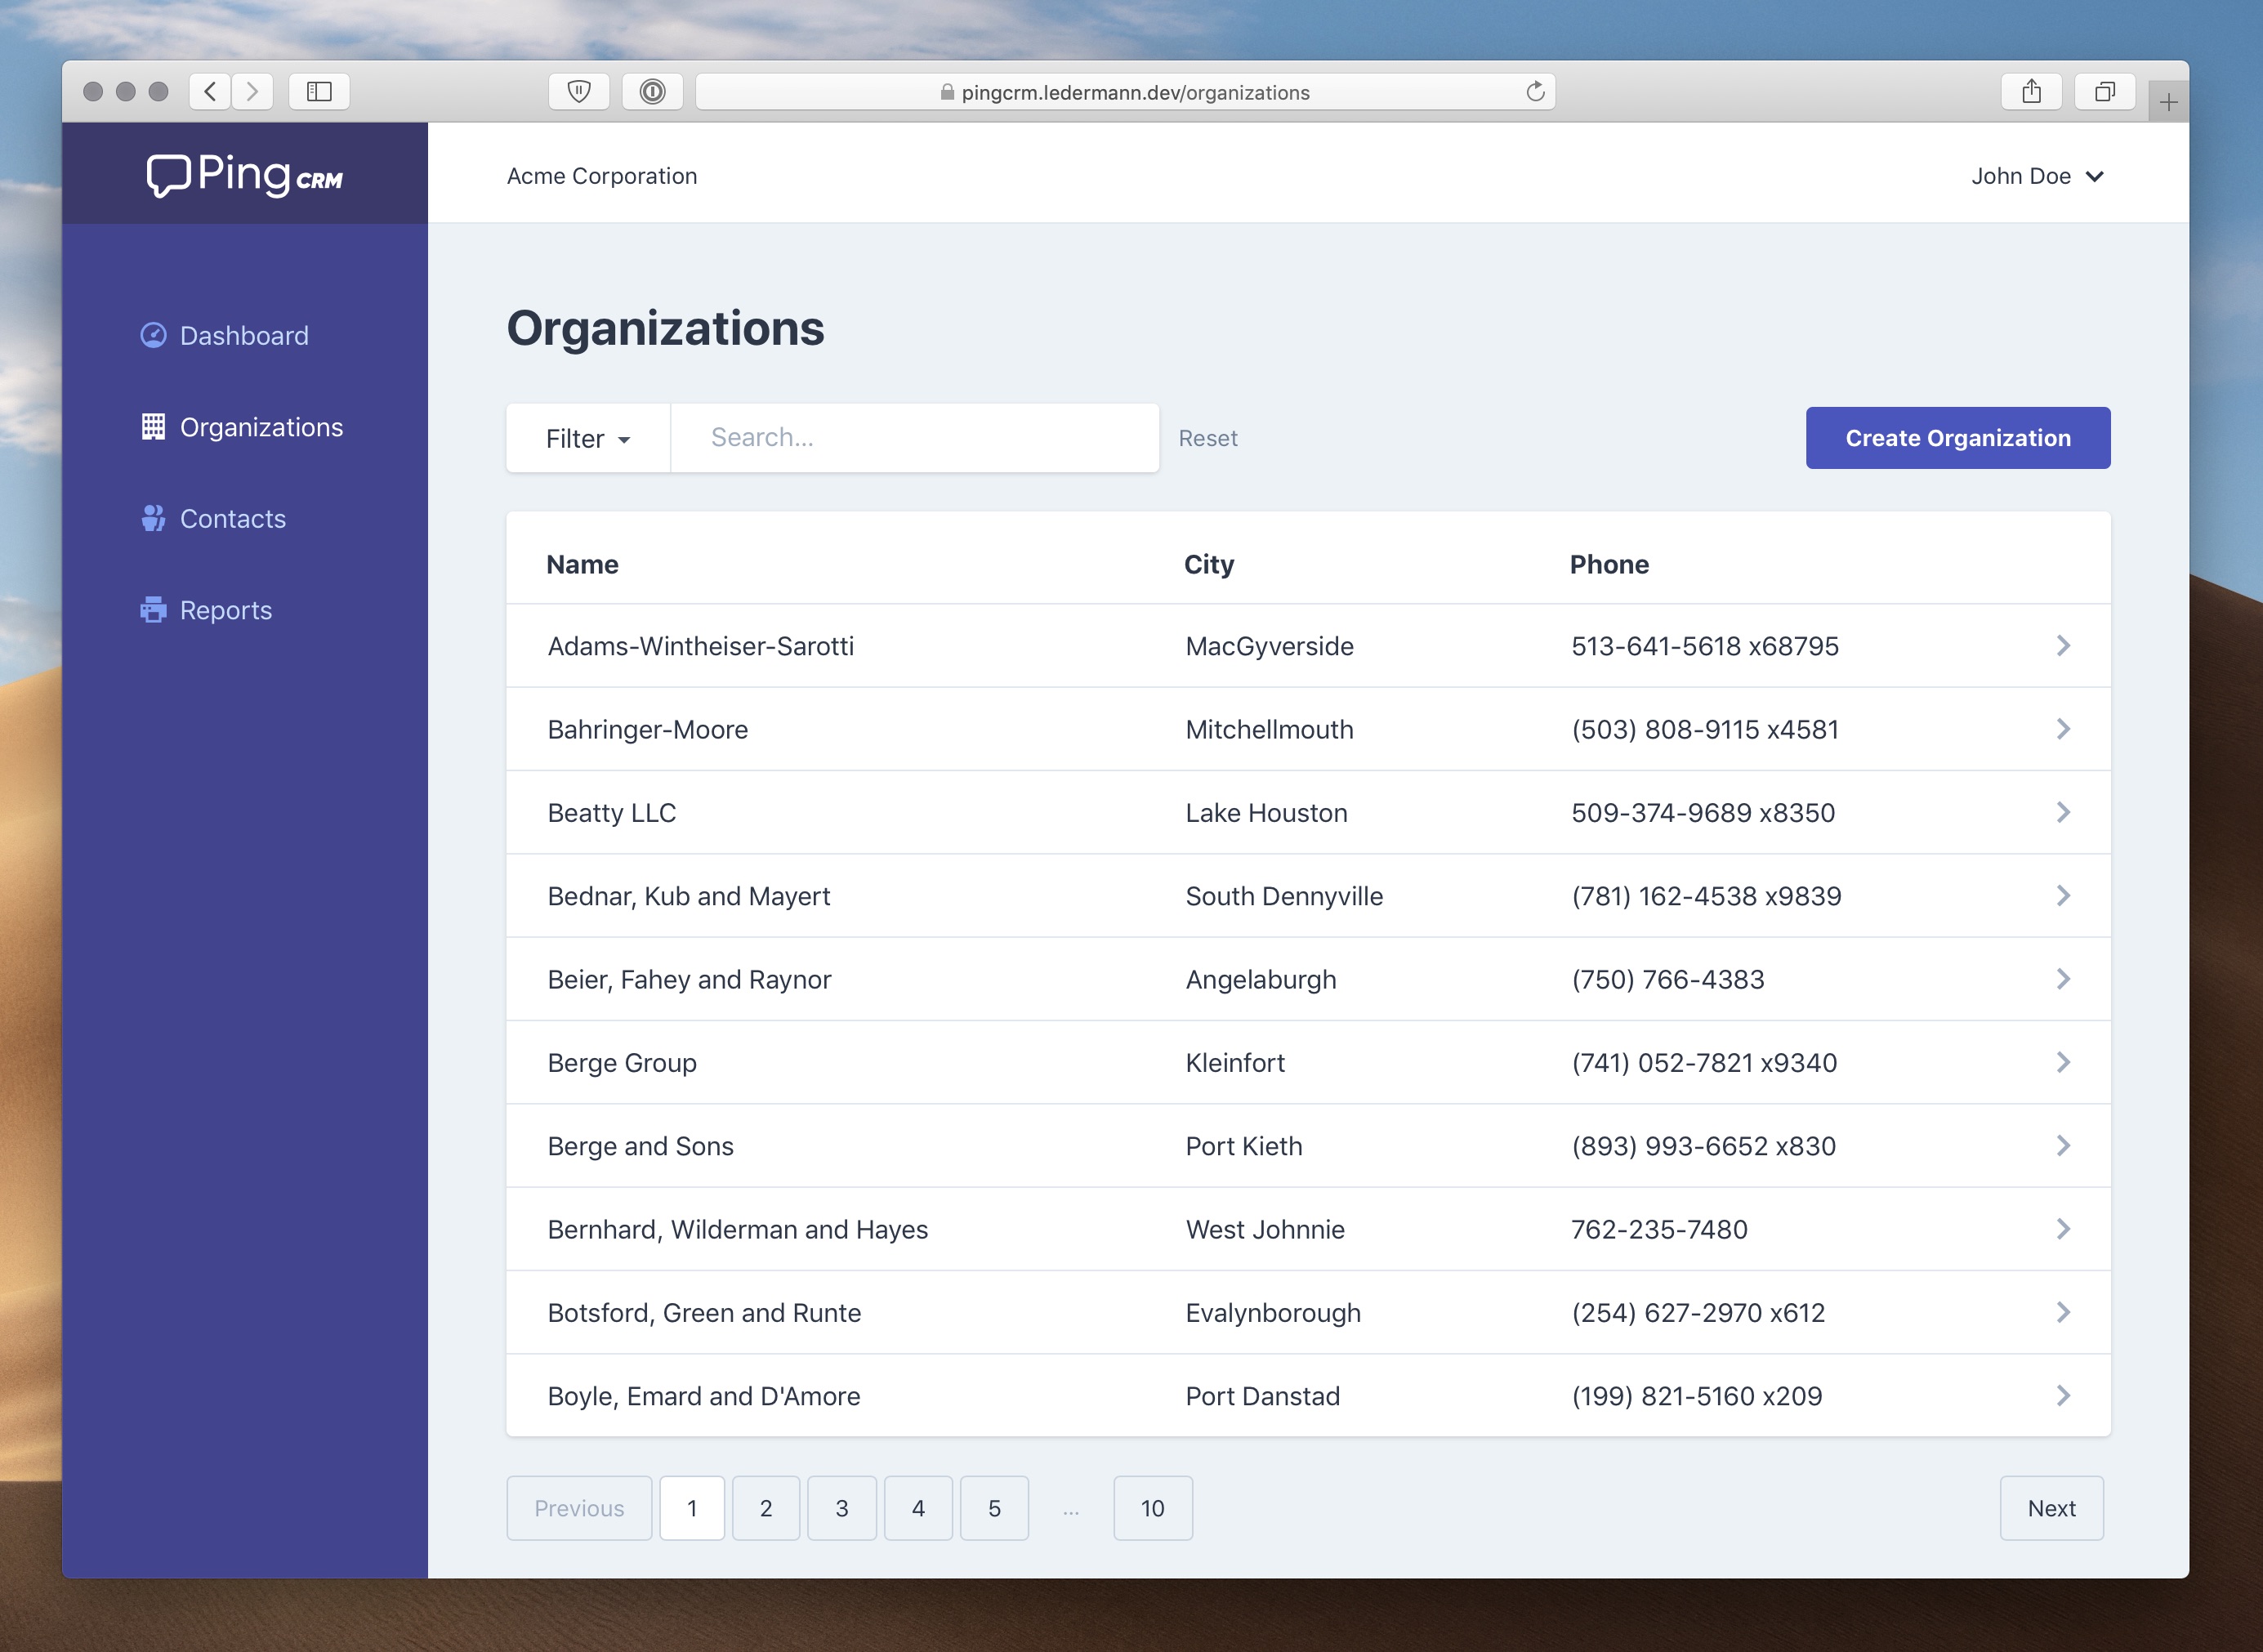 pingcrm.ledermann.dev/organizations
Ping CRM
Acme Corporation
John Doe
Dashboard
Organizations
Contacts
Reports
Organizations
Filter
Search...
Reset
Create Organization
Name City Phone
Adams-Wintheiser-Sarotti MacGyverside 513-641-5618 x68795
Bahringer-Moore Mitchellmouth (503) 808-9115 x4581
Beatty LLC Lake Houston 509-374-9689 x8350
Bednar, Kub and Mayert South Dennyville (781) 162-4538 x9839
Beier, Fahey and Raynor Angelaburgh (750) 766-4383
Berge Group Kleinfort (741) 052-7821 x9340
Berge and Sons Port Kieth (893) 993-6652 x830
Bernhard, Wilderman and Hayes West Johnnie 762-235-7480
Botsford, Green and Runte Evalynborough (254) 627-2970 x612
Boyle, Emard and D'Amore Port Danstad (199) 821-5160 x209
Previous 1 2 3 4 5 ... 10 Next